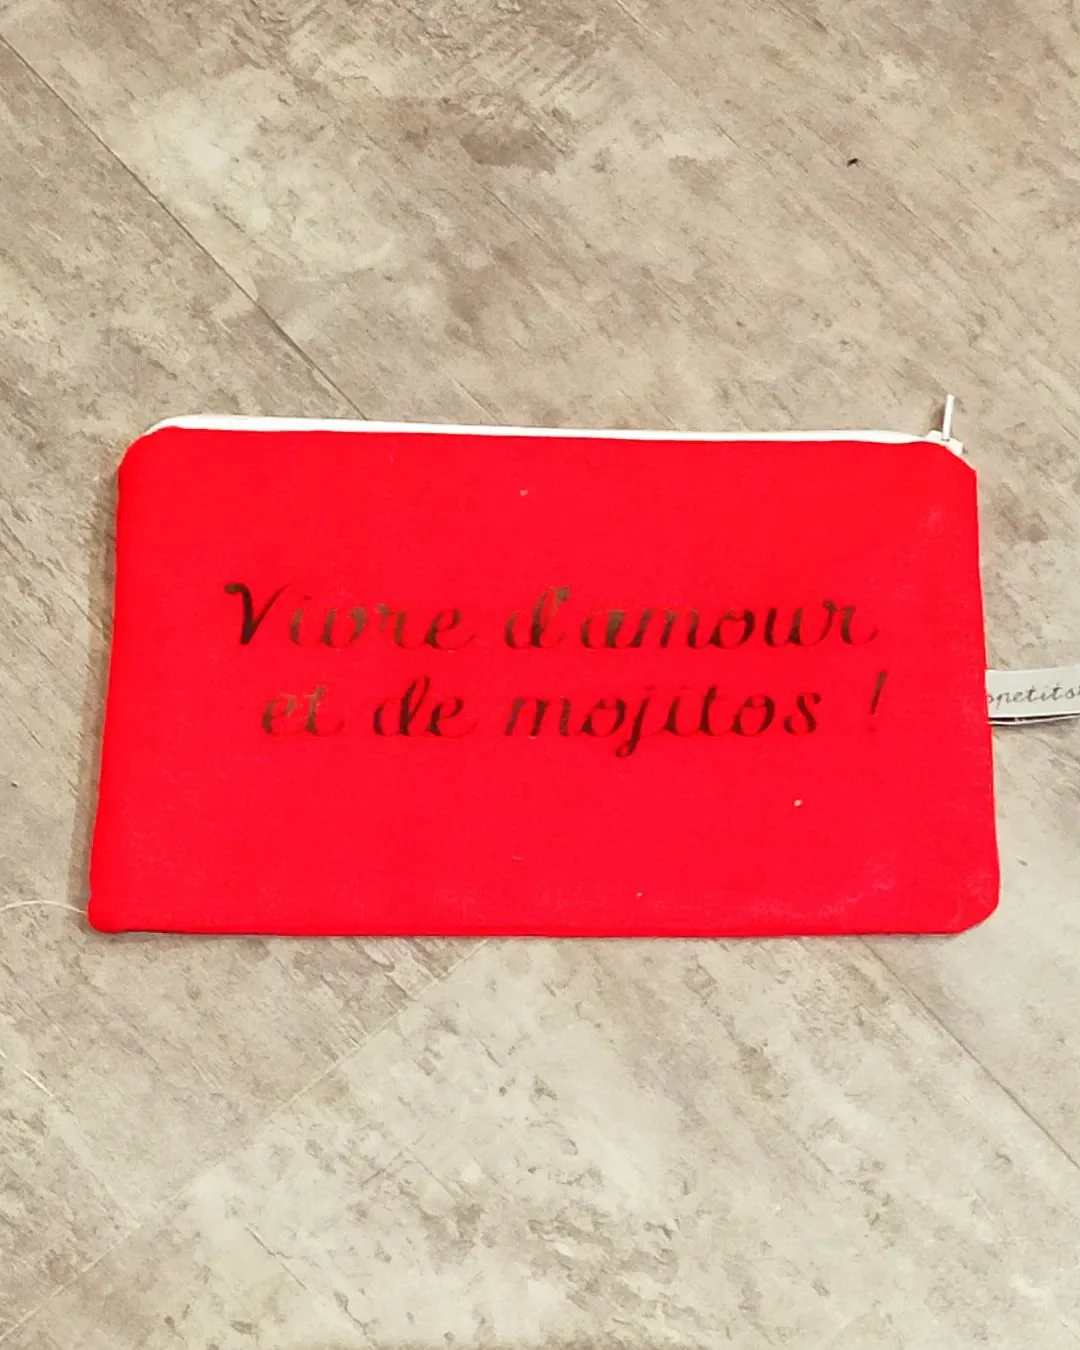 Vivre d'amour
et de mojitos !